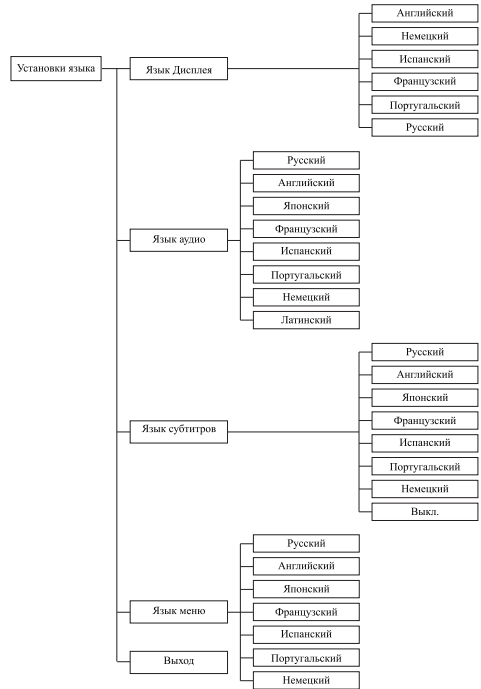 Установки языка
Язык Дисплея
Английский
Немецкий
Испанский
Французский
Португальский
Русский
Язык аудио
Русский
Английский
Японский
Французский
Испанский
Португальский
Немецкий
Латинский
Язык субтитров
Русский
Английский
Японский
Французский
Испанский
Португальский
Немецкий
Выкл.
Язык меню
Русский
Английский
Японский
Французский
Испанский
Португальский
Немецкий
Выход